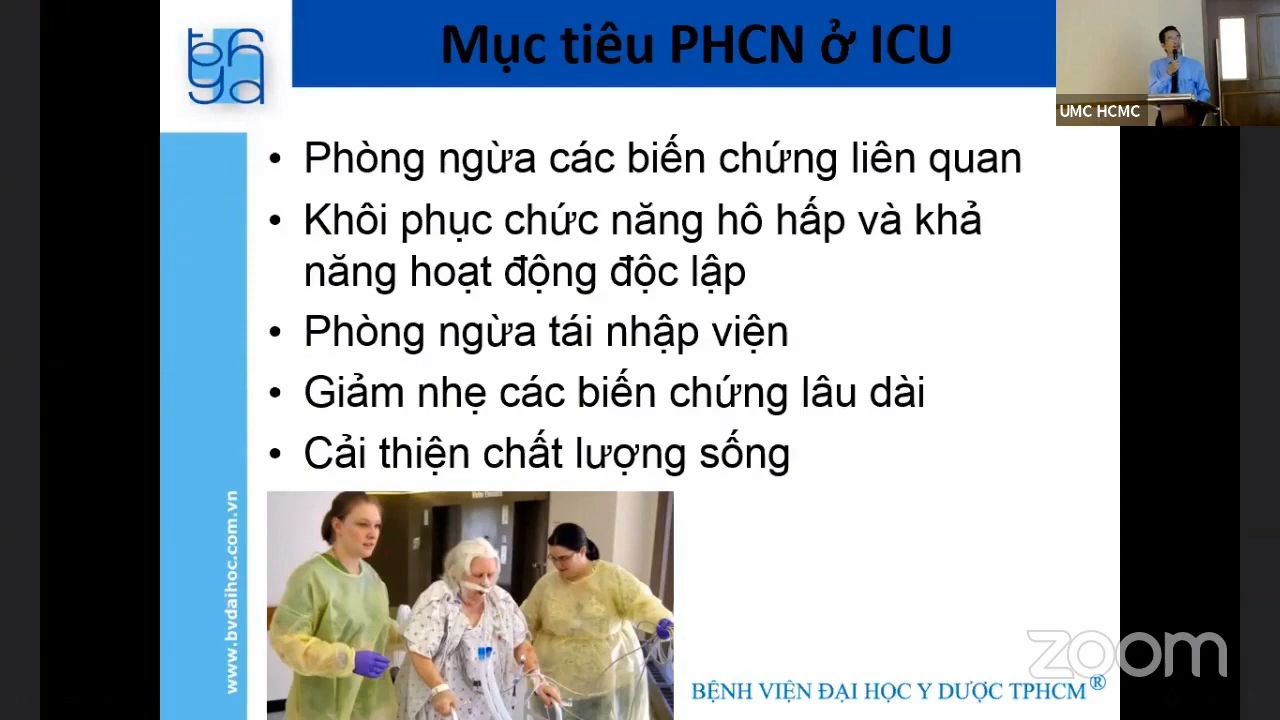 Mục tiêu PHCN ở ICU
UMC HCMC
• Phòng ngừa các biến chứng liên quan
• Khôi phục chức năng hô hấp và khả
năng hoạt động độc lập
• Phòng ngừa tái nhập viện
• Giảm nhẹ các biến chứng lâu dài
• Cải thiện chất lượng sống
www.bvdaihoc.com.vn
zoom
BỆNH VIỆN ĐẠI HỌC Y DƯỢC TPHCM®